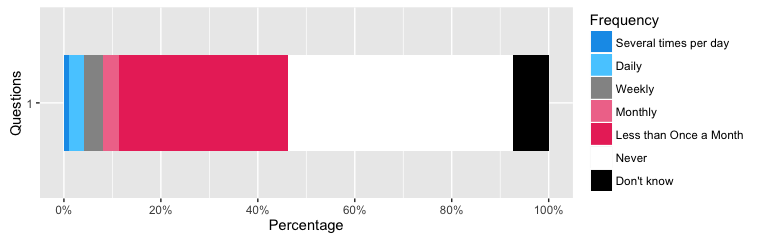 Frequency
Several times per day
Daily
Weekly
Monthly
Less than Once a Month
Never
Don't know
Questions
1
0%
20%
40%
60%
80%
100%
Percentage